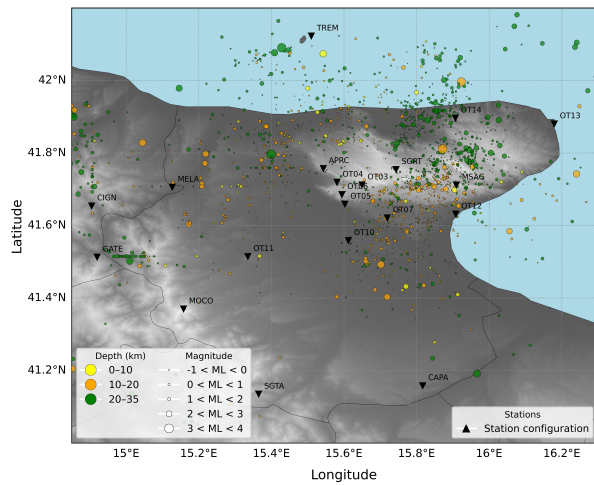 TREM
42°N
OT14
OT13
41.8°N
APRC
SGRT
OT04
OT03
MELA
MSAG
OT05
CIGN
OT12
OT07
41.6°N
OT10
GATE
OT11
41.4°N
MOCO
41.2°N
SGTA
CAPA
Latitude
Depth (km)
0–10
10–20
20–35
Magnitude
-1 < ML < 0
0 < ML < 1
1 < ML < 2
2 < ML < 3
3 < ML < 4
Stations
Station configuration
15°E
15.2°E
15.4°E
15.6°E
15.8°E
16°E
16.2°E
Longitude